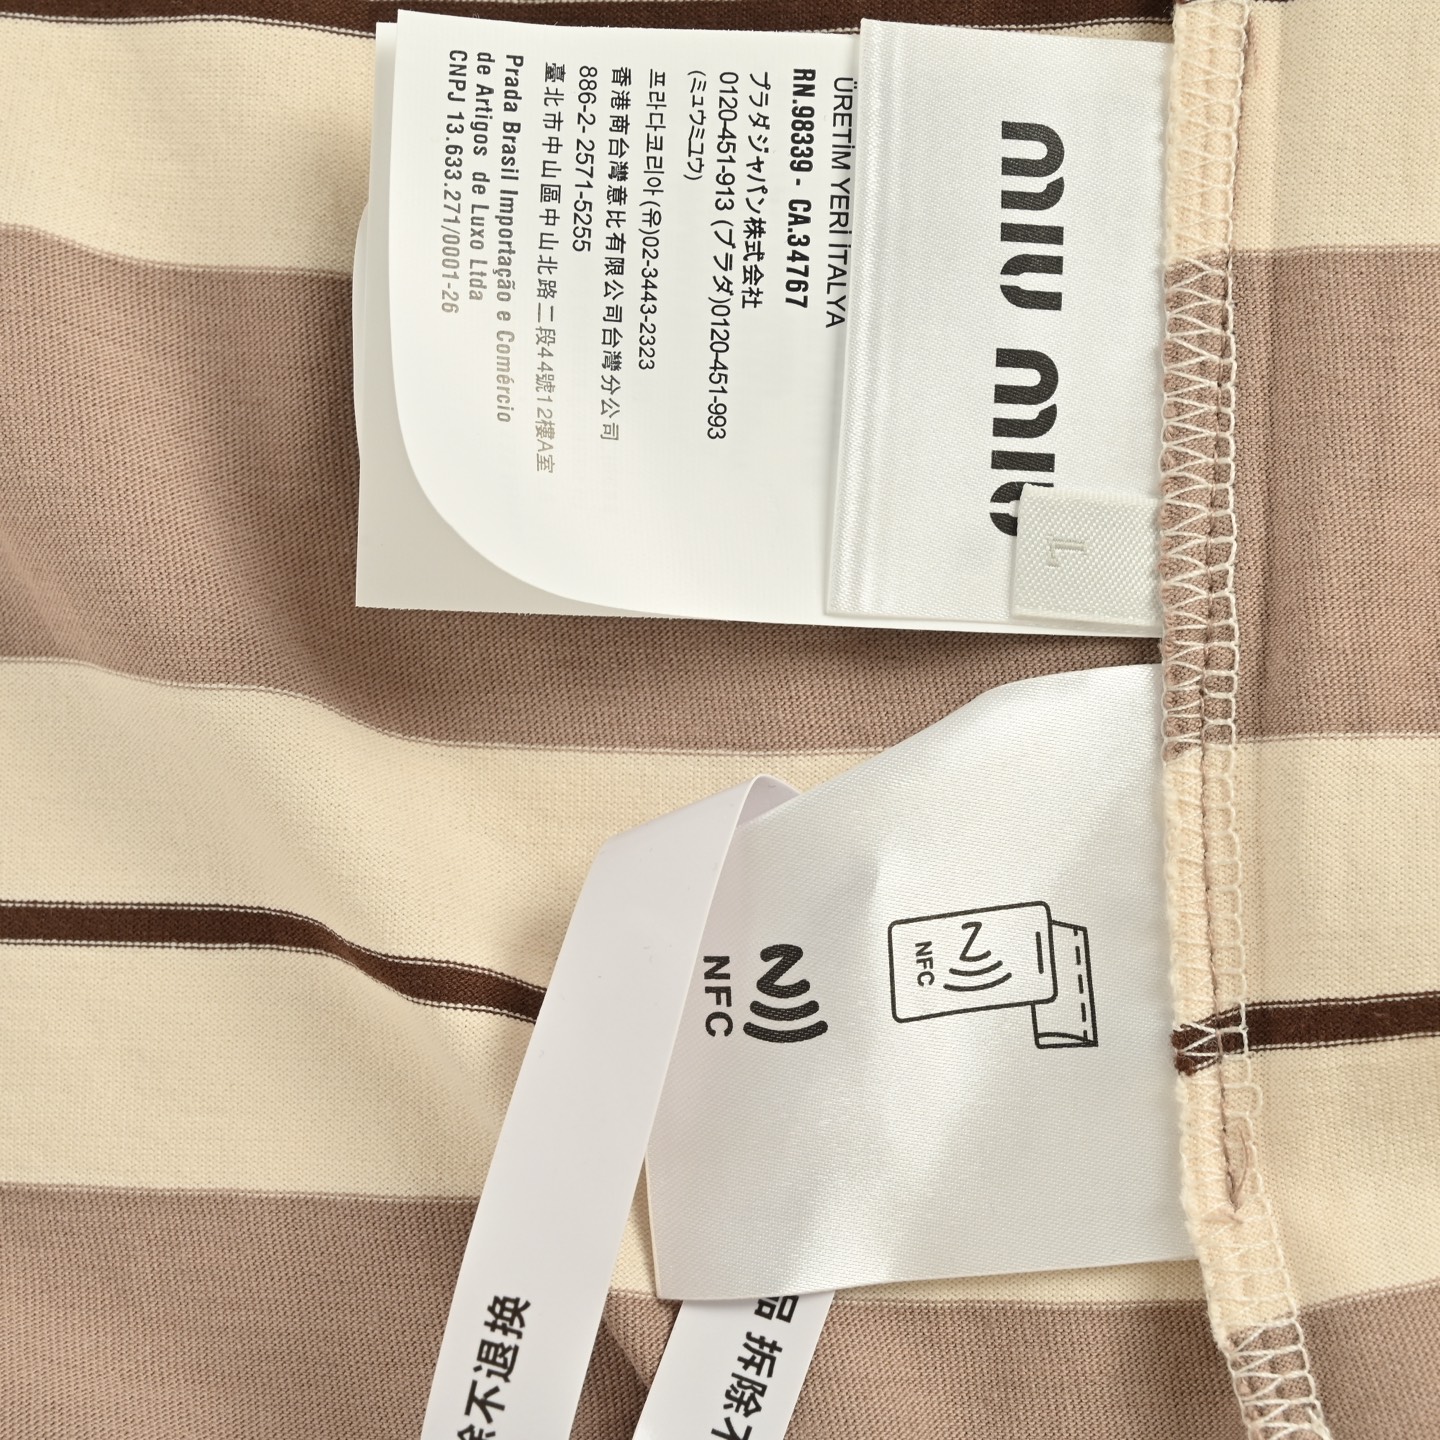 miu miu
L
ÜRETİM YERİ İTALYA
RN.98339 - CA.34767
プラダジャパン株式会社
0120-451-913 (プラダ)0120-451-993
(ミュウミュウ)
프라다코리아(유)02-3443-2323
香港商台灣意比有限公司台灣分公司
886-2- 2571-5255
臺北市中山區中山北路二段44號12樓A室
Prada Brasil Importação e Comércio
de Artigos de Luxo Ltda
CNPJ 13.633.271/0001-26
NFC
NFC
不退换
品 拆除